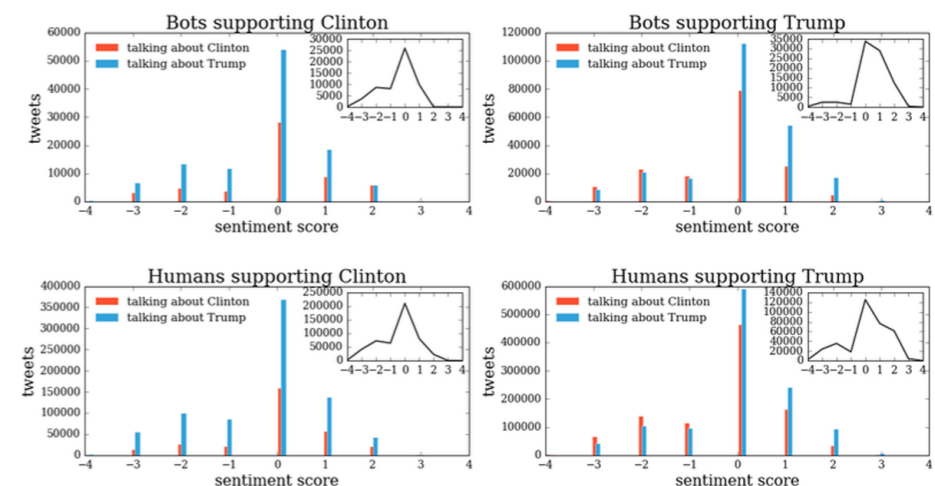 Bots supporting Clinton
60000
50000
40000
30000
20000
10000
0
tweets
talking about Clinton
talking about Trump
30000
25000
20000
15000
10000
5000
0
−4−3−2−1 0 1 2 3 4
−4 −3 −2 −1 0 1 2 3 4
sentiment score
Bots supporting Trump
120000
100000
80000
60000
40000
20000
0
tweets
talking about Clinton
talking about Trump
35000
30000
25000
20000
15000
10000
5000
0
−4−3−2−1 0 1 2 3 4
−4 −3 −2 −1 0 1 2 3 4
sentiment score
Humans supporting Clinton
400000
350000
300000
250000
200000
150000
100000
50000
0
tweets
talking about Clinton
talking about Trump
250000
200000
150000
100000
50000
0
−4−3−2−1 0 1 2 3 4
−4 −3 −2 −1 0 1 2 3 4
sentiment score
Humans supporting Trump
600000
500000
400000
300000
200000
100000
0
tweets
talking about Clinton
talking about Trump
140000
120000
100000
80000
60000
40000
20000
0
−4−3−2−1 0 1 2 3 4
−4 −3 −2 −1 0 1 2 3 4
sentiment score